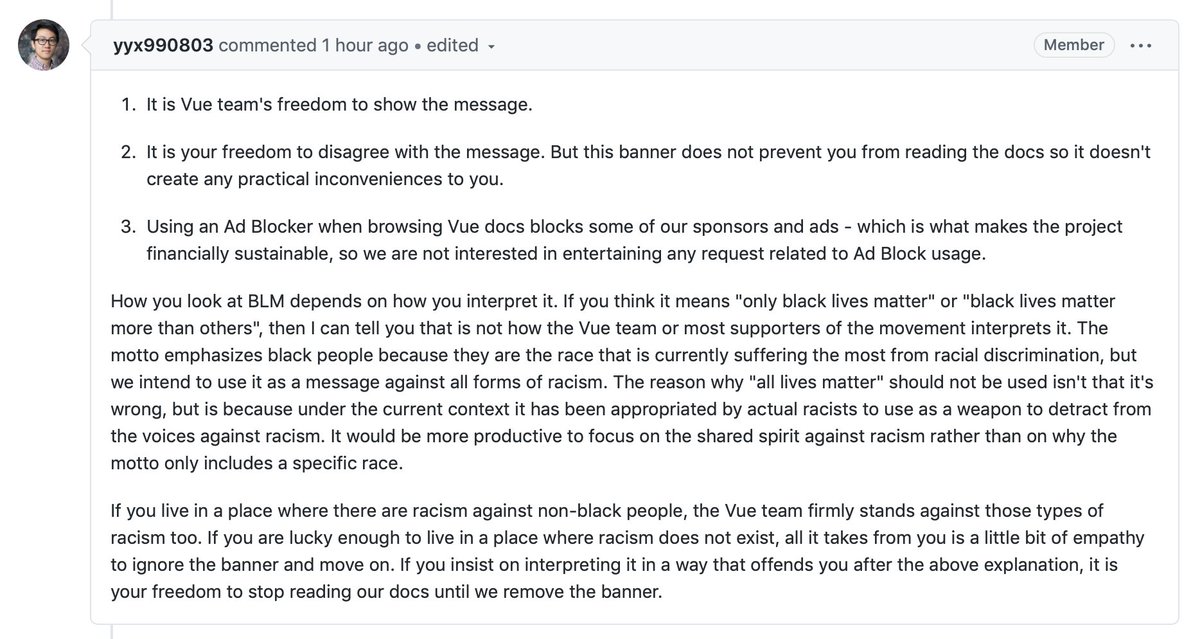 yyx990803 commented 1 hour ago • edited
Member
1. It is Vue team's freedom to show the message.
2. It is your freedom to disagree with the message. But this banner does not prevent you from reading the docs so it doesn't
create any practical inconveniences to you.
3. Using an Ad Blocker when browsing Vue docs blocks some of our sponsors and ads - which is what makes the project
financially sustainable, so we are not interested in entertaining any request related to Ad Block usage.
How you look at BLM depends on how you interpret it. If you think it means "only black lives matter" or "black lives matter
more than others", then I can tell you that is not how the Vue team or most supporters of the movement interprets it. The
motto emphasizes black people because they are the race that is currently suffering the most from racial discrimination, but
we intend to use it as a message against all forms of racism. The reason why "all lives matter" should not be used isn't that it's
wrong, but is because under the current context it has been appropriated by actual racists to use as a weapon to detract from
the voices against racism. It would be more productive to focus on the shared spirit against racism rather than on why the
motto only includes a specific race.
If you live in a place where there are racism against non-black people, the Vue team firmly stands against those types of
racism too. If you are lucky enough to live in a place where racism does not exist, all it takes from you is a little bit of empathy
to ignore the banner and move on. If you insist on interpreting it in a way that offends you after the above explanation, it is
your freedom to stop reading our docs until we remove the banner.